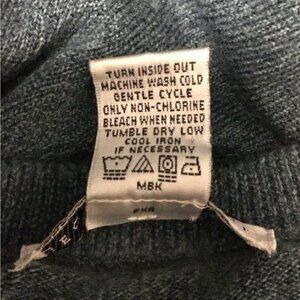 TURN INSIDE OUT
MACHINE WASH COLD
GENTLE CYCLE
ONLY NON-CHLORINE
BLEACH WHEN NEEDED
TUMBLE DRY LOW
COOL IRON
IF NECESSARY
MBK